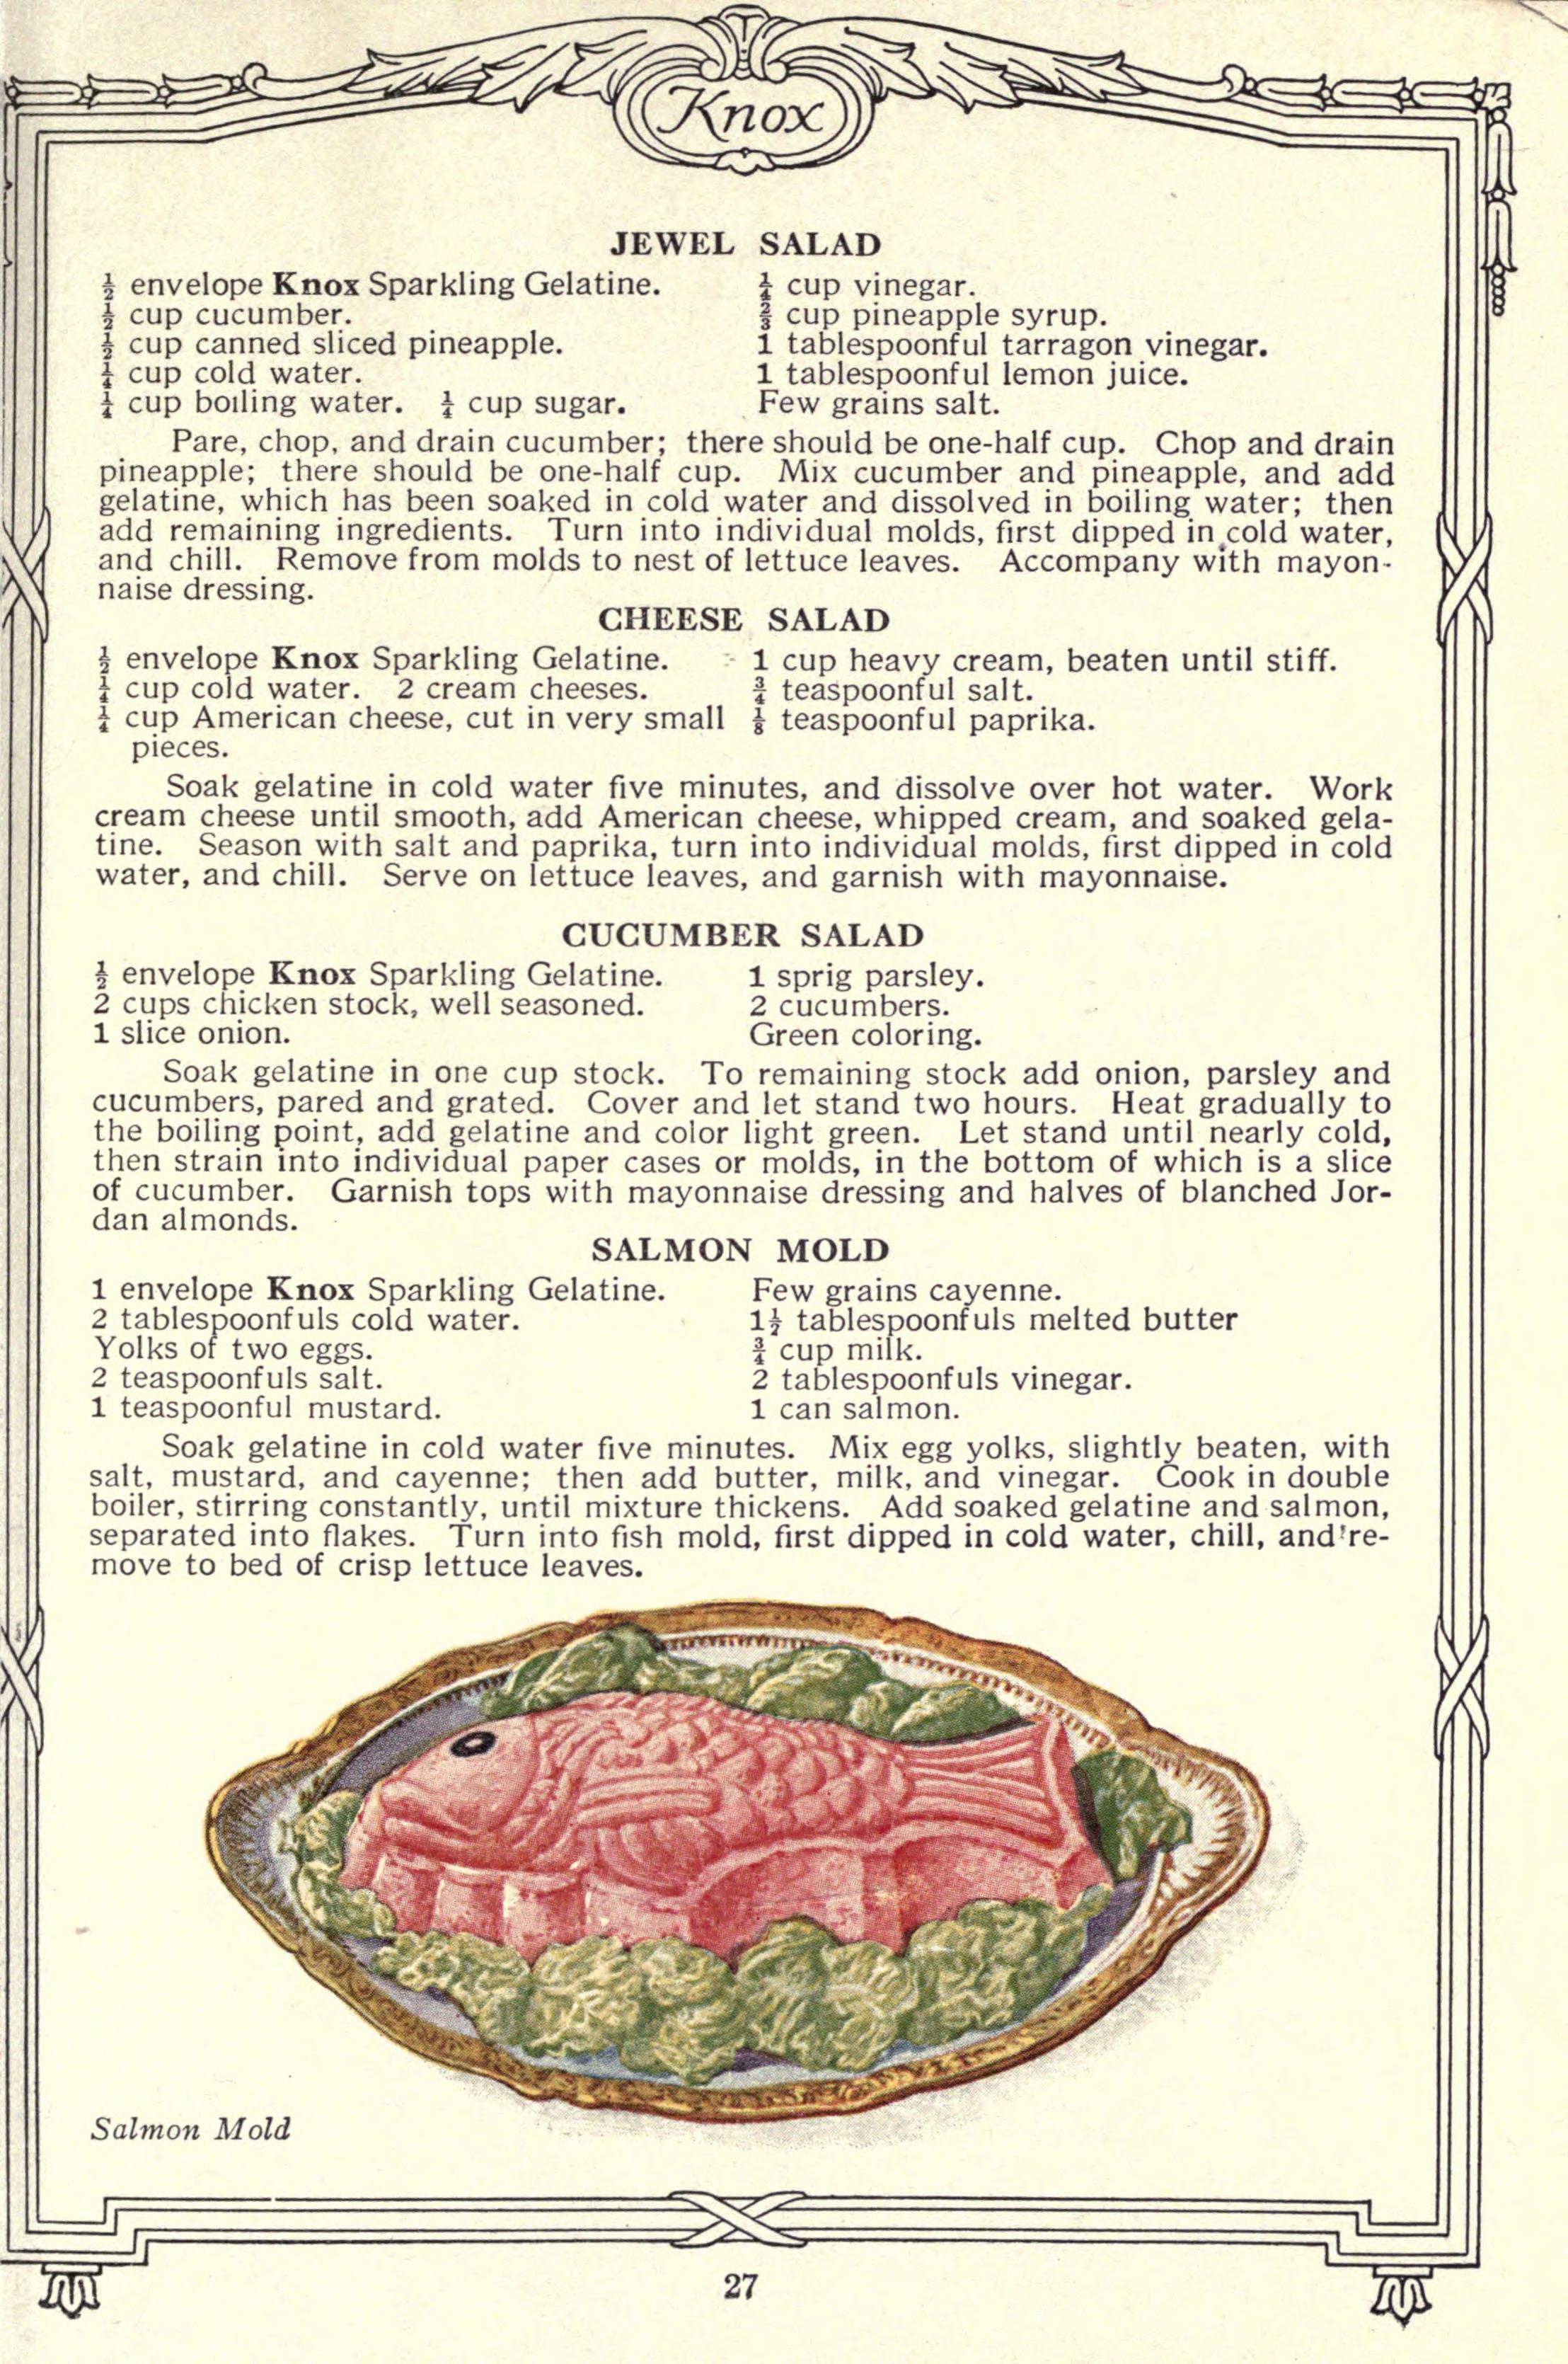 Knox
JEWEL SALAD
½ envelope Knox Sparkling Gelatine.
½ cup cucumber.
½ cup canned sliced pineapple.
¼ cup cold water.
¼ cup boiling water. ¼ cup sugar.
¼ cup vinegar.
⅔ cup pineapple syrup.
1 tablespoonful tarragon vinegar.
1 tablespoonful lemon juice.
Few grains salt.
Pare, chop, and drain cucumber; there should be one-half cup. Chop and drain
pineapple; there should be one-half cup. Mix cucumber and pineapple, and add
gelatine, which has been soaked in cold water and dissolved in boiling water; then
add remaining ingredients. Turn into individual molds, first dipped in cold water,
and chill. Remove from molds to nest of lettuce leaves. Accompany with mayon-
naise dressing.
CHEESE SALAD
½ envelope Knox Sparkling Gelatine.
¼ cup cold water. 2 cream cheeses.
¼ cup American cheese, cut in very small
pieces.
1 cup heavy cream, beaten until stiff.
¾ teaspoonful salt.
⅛ teaspoonful paprika.
Soak gelatine in cold water five minutes, and dissolve over hot water. Work
cream cheese until smooth, add American cheese, whipped cream, and soaked gela-
tine. Season with salt and paprika, turn into individual molds, first dipped in cold
water, and chill. Serve on lettuce leaves, and garnish with mayonnaise.
CUCUMBER SALAD
½ envelope Knox Sparkling Gelatine.
2 cups chicken stock, well seasoned.
1 slice onion.
1 sprig parsley.
2 cucumbers.
Green coloring.
Soak gelatine in one cup stock. To remaining stock add onion, parsley and
cucumbers, pared and grated. Cover and let stand two hours. Heat gradually to
the boiling point, add gelatine and color light green. Let stand until nearly cold,
then strain into individual paper cases or molds, in the bottom of which is a slice
of cucumber. Garnish tops with mayonnaise dressing and halves of blanched Jor-
dan almonds.
SALMON MOLD
1 envelope Knox Sparkling Gelatine.
2 tablespoonfuls cold water.
Yolks of two eggs.
2 teaspoonfuls salt.
1 teaspoonful mustard.
Few grains cayenne.
1½ tablespoonfuls melted butter
¾ cup milk.
2 tablespoonfuls vinegar.
1 can salmon.
Soak gelatine in cold water five minutes. Mix egg yolks, slightly beaten, with
salt, mustard, and cayenne; then add butter, milk, and vinegar. Cook in double
boiler, stirring constantly, until mixture thickens. Add soaked gelatine and salmon,
separated into flakes. Turn into fish mold, first dipped in cold water, chill, and re-
move to bed of crisp lettuce leaves.
Salmon Mold
27